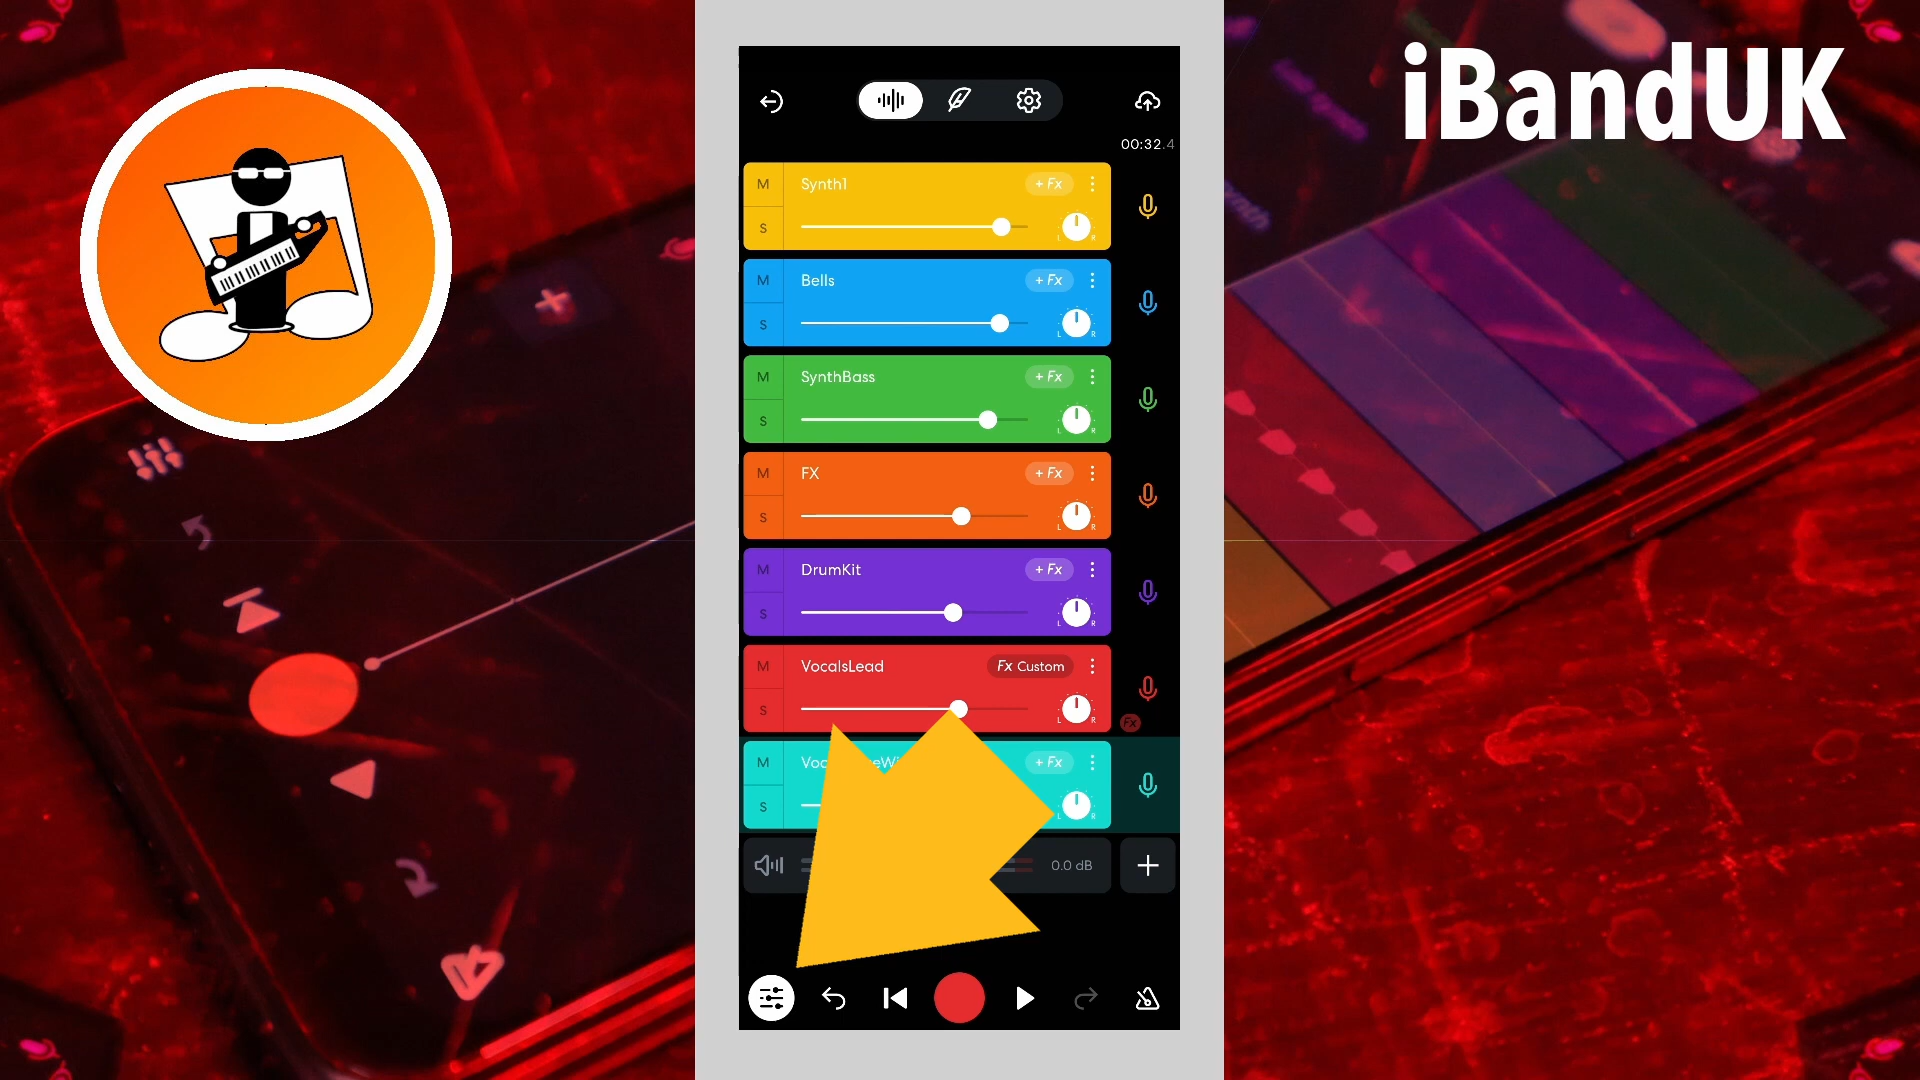 iBandUK
00:32.4
M Synth1 + Fx
S L R
M Bells + Fx
S L R
M SynthBass + Fx
S L R
M FX + Fx
S L R
M DrumKit + Fx
S L R
M VocalsLead Fx Custom
S L R
Fx
M + Fx
S L R
0.0 dB